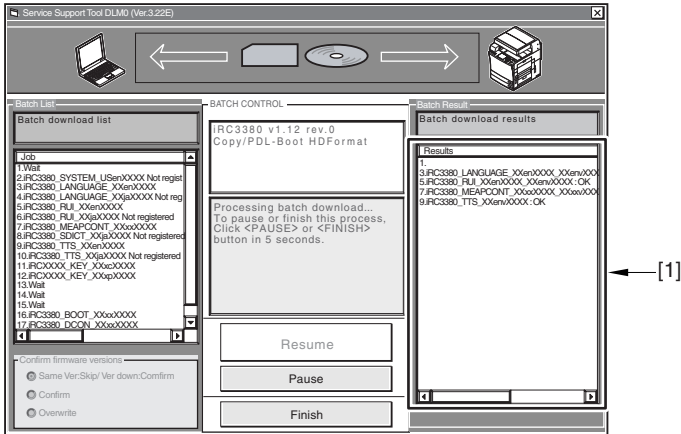 Service Support Tool DLM0 (Ver.3.22E)
Batch List
Batch download list
Job
1.Wait
2.iRC3380_SYSTEM_USenXXXX Not regist
3.iRC3380_LANGUAGE_XXenXXXX
4.iRC3380_LANGUAGE_XXjaXXXX Not reg
5.iRC3380_RUI_XXenXXXX
6.iRC3380_RUI_XXjaXXXX Not registered
7.iRC3380_MEAPCONT_XXxxXXXX
8.iRC3380_SDICT_XXjaXXXX Not registered
9.iRC3380_TTS_XXenXXXX
10.iRC3380_TTS_XXjaXXXX Not registered
11.iRCXXXX_KEY_XXxcXXXX
12.iRCXXXX_KEY_XXxpXXXX
13.Wait
14.Wait
15.Wait
16.iRC3380_BOOT_XXxxXXXX
17.iRC3380_DCON_XXxxXXXX
Confirm firmware versions
Same Ver:Skip/ Ver down:Comfirm
Confirm
Overwrite
BATCH CONTROL
iRC3380 v1.12 rev.0
Copy/PDL-Boot HDFormat
Processing batch download...
To pause or finish this process,
Click <PAUSE> or <FINISH>
button in 5 seconds.
Resume
Pause
Finish
Batch Result
Batch download results
Results
1.
3.iRC3380_LANGUAGE_XXenXXXX_XXenvXXX
5.iRC3380_RUI_XXenXXXX_XXenvXXXX : OK
7.iRC3380_MEAPCONT_XXxxXXXX_XXxxvXXX
9.iRC3380_TTS_XXenvXXXX : OK
[1]